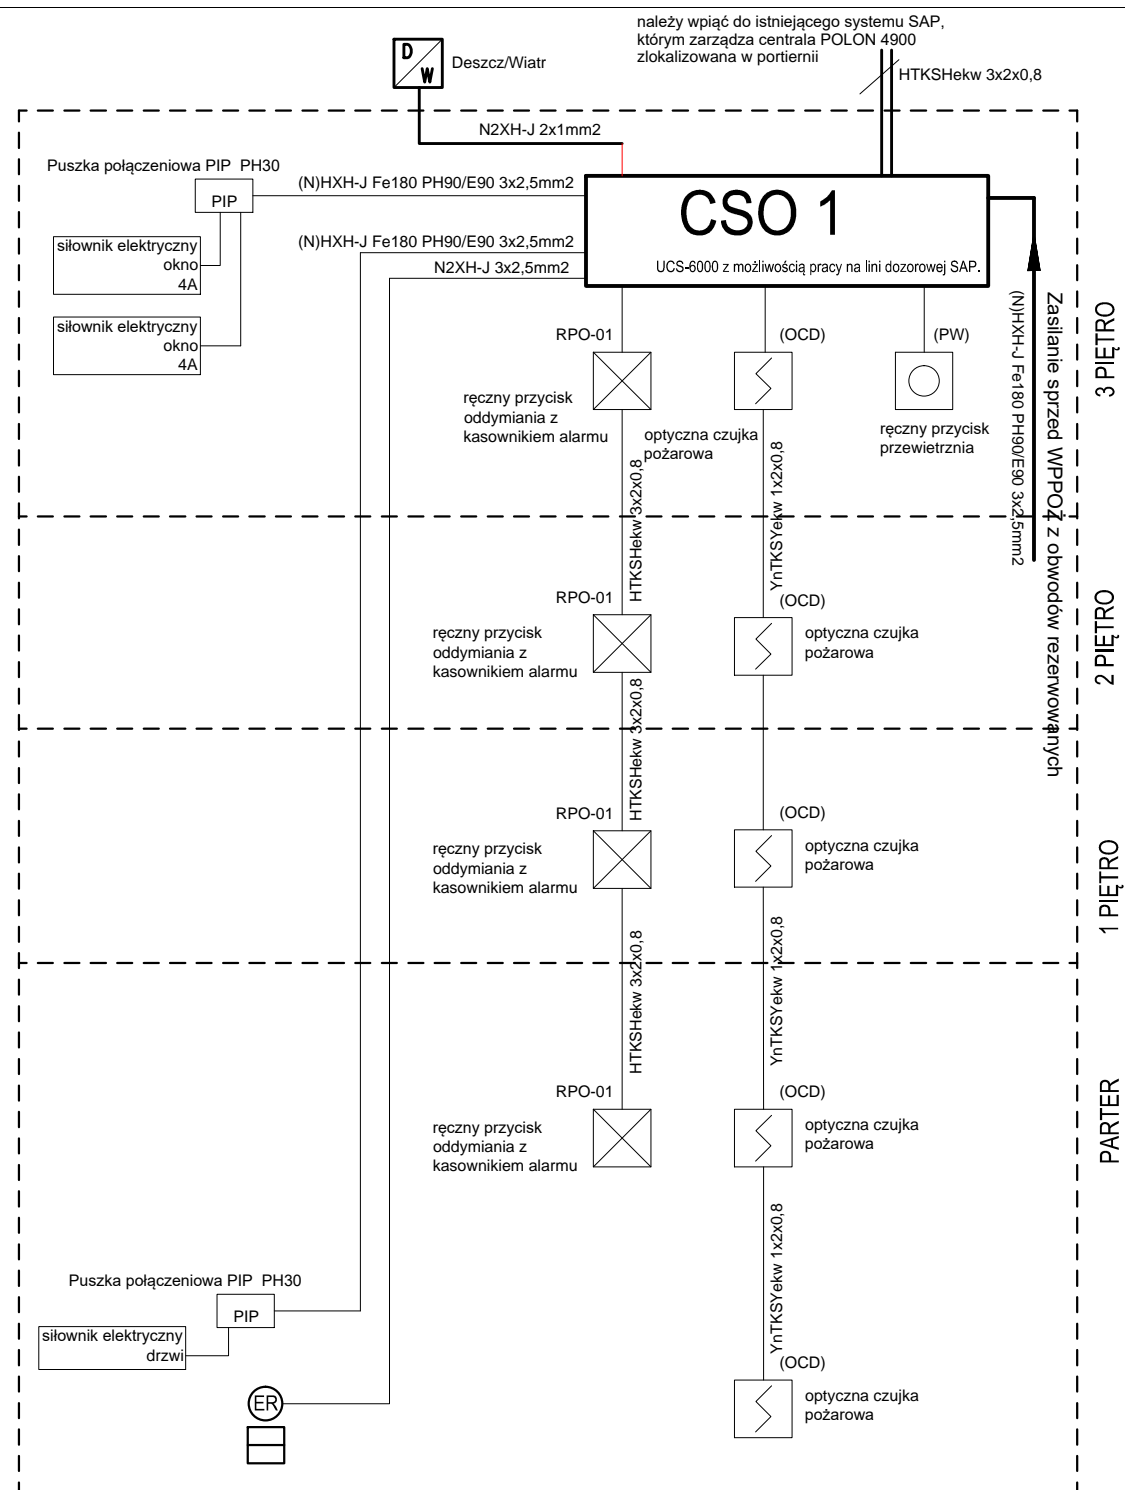 należy wpiąć do istniejącego systemu SAP,
którym zarządza centrala POLON 4900
zlokalizowana w portiernii
D
W
Deszcz/Wiatr
HTKSHekw 3x2x0,8
N2XH-J 2x1mm2
Puszka połączeniowa PIP PH30
PIP
(N)HXH-J Fe180 PH90/E90 3x2,5mm2
CSO 1
UCS-6000 z możliwością pracy na lini dozorowej SAP.
siłownik elektryczny
okno
4A
(N)HXH-J Fe180 PH90/E90 3x2,5mm2
N2XH-J 3x2,5mm2
siłownik elektryczny
okno
4A
Zasilanie sprzed WPPOŻ z obwodów rezerwowanych
(N)HXH-J Fe180 PH90/E90 3x2,5mm2
3 PIĘTRO
RPO-01
(OCD)
(PW)
ręczny przycisk
oddymiania z
kasownikiem alarmu
optyczna czujka
pożarowa
ręczny przycisk
przewietrznia
HTKSHekw 3x2x0,8
YnTKSYekw 1x2x0,8
2 PIĘTRO
RPO-01
(OCD)
ręczny przycisk
oddymiania z
kasownikiem alarmu
optyczna czujka
pożarowa
HTKSHekw 3x2x0,8
1 PIĘTRO
RPO-01
(OCD)
ręczny przycisk
oddymiania z
kasownikiem alarmu
optyczna czujka
pożarowa
HTKSHekw 3x2x0,8
YnTKSYekw 1x2x0,8
PARTER
RPO-01
(OCD)
ręczny przycisk
oddymiania z
kasownikiem alarmu
optyczna czujka
pożarowa
YnTKSYekw 1x2x0,8
Puszka połączeniowa PIP PH30
PIP
siłownik elektryczny
drzwi
(OCD)
optyczna czujka
pożarowa
ER